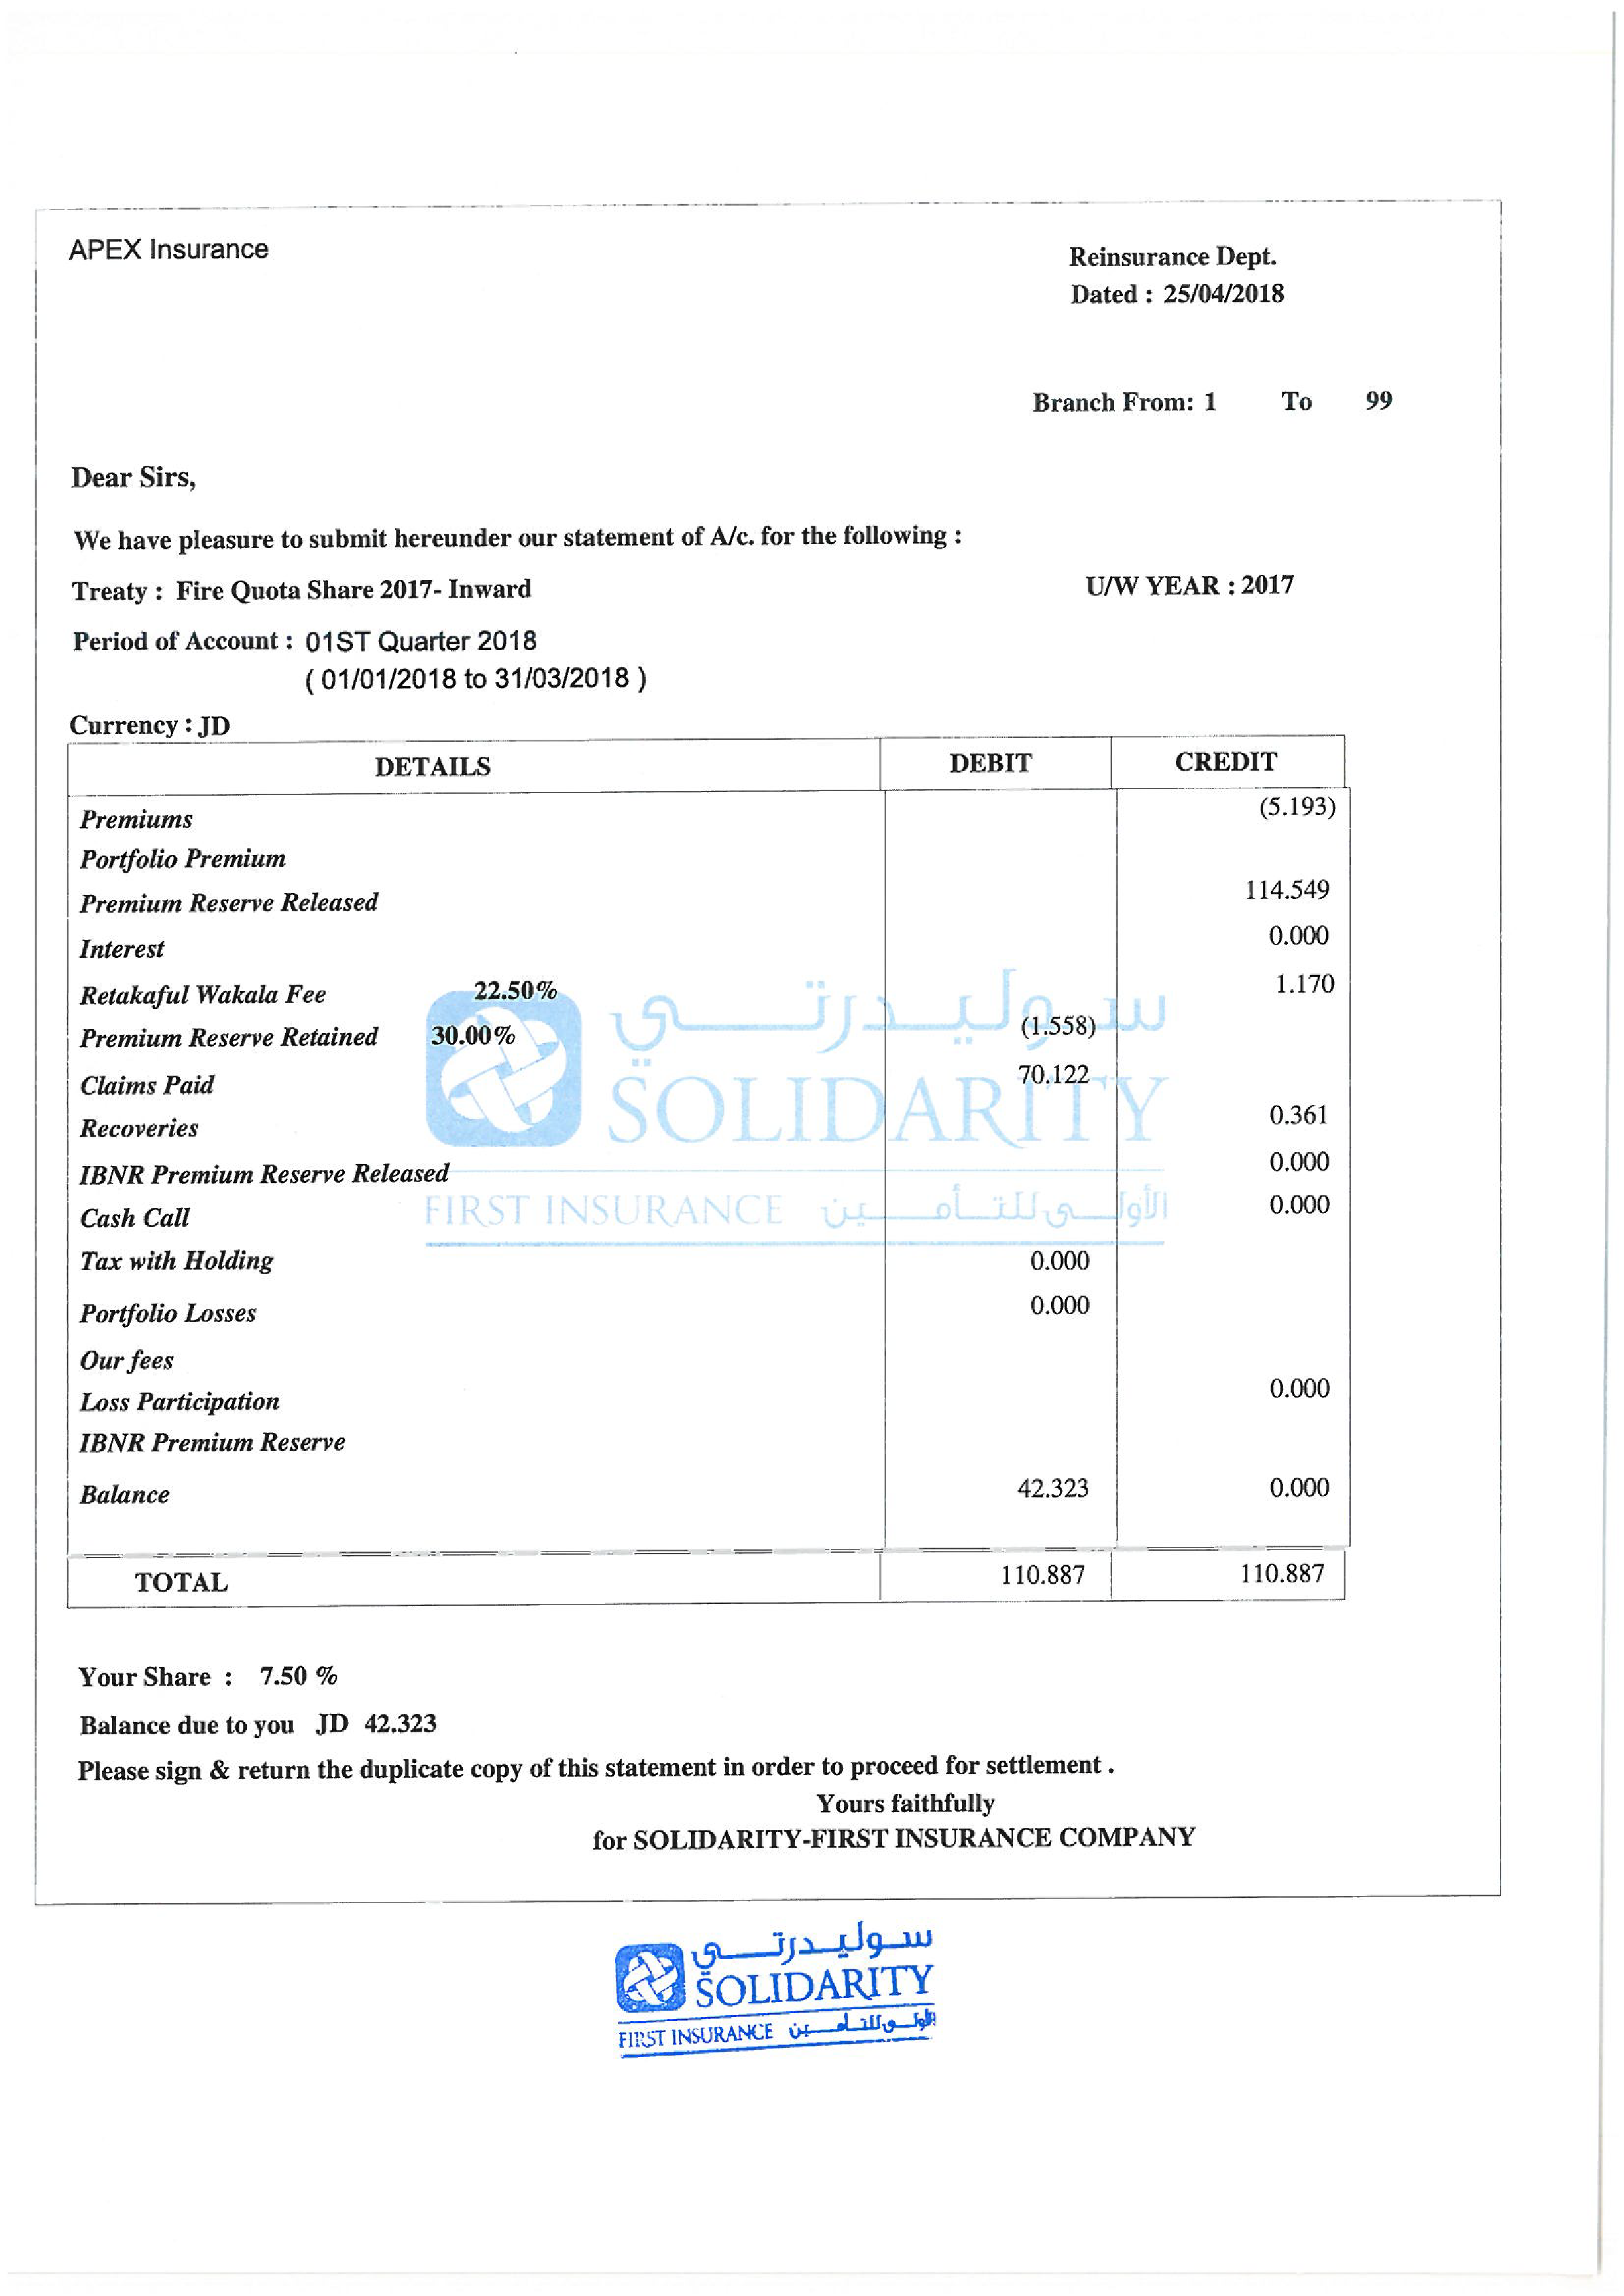 APEX Insurance
Reinsurance Dept.
Dated : 25/04/2018
Branch From: 1 To 99
Dear Sirs,
We have pleasure to submit hereunder our statement of A/c. for the following :
Treaty : Fire Quota Share 2017- Inward U/W YEAR : 2017
Period of Account : 01ST Quarter 2018
( 01/01/2018 to 31/03/2018 )
Currency : JD
DETAILS DEBIT CREDIT
Premiums (5.193)
Portfolio Premium
Premium Reserve Released 114.549
Interest 0.000
Retakaful Wakala Fee 22.50% 1.170
Premium Reserve Retained 30.00% (1.558)
Claims Paid 70.122
Recoveries 0.361
IBNR Premium Reserve Released 0.000
Cash Call 0.000
Tax with Holding 0.000
Portfolio Losses 0.000
Our fees
Loss Participation 0.000
IBNR Premium Reserve
Balance 42.323 0.000
TOTAL 110.887 110.887
سوليدرتي
SOLIDARITY
FIRST INSURANCE الأولى للتأمين
Your Share : 7.50 %
Balance due to you JD 42.323
Please sign & return the duplicate copy of this statement in order to proceed for settlement .
Yours faithfully
for SOLIDARITY-FIRST INSURANCE COMPANY
سوليدرتي
SOLIDARITY
FIRST INSURANCE الأولى للتأمين